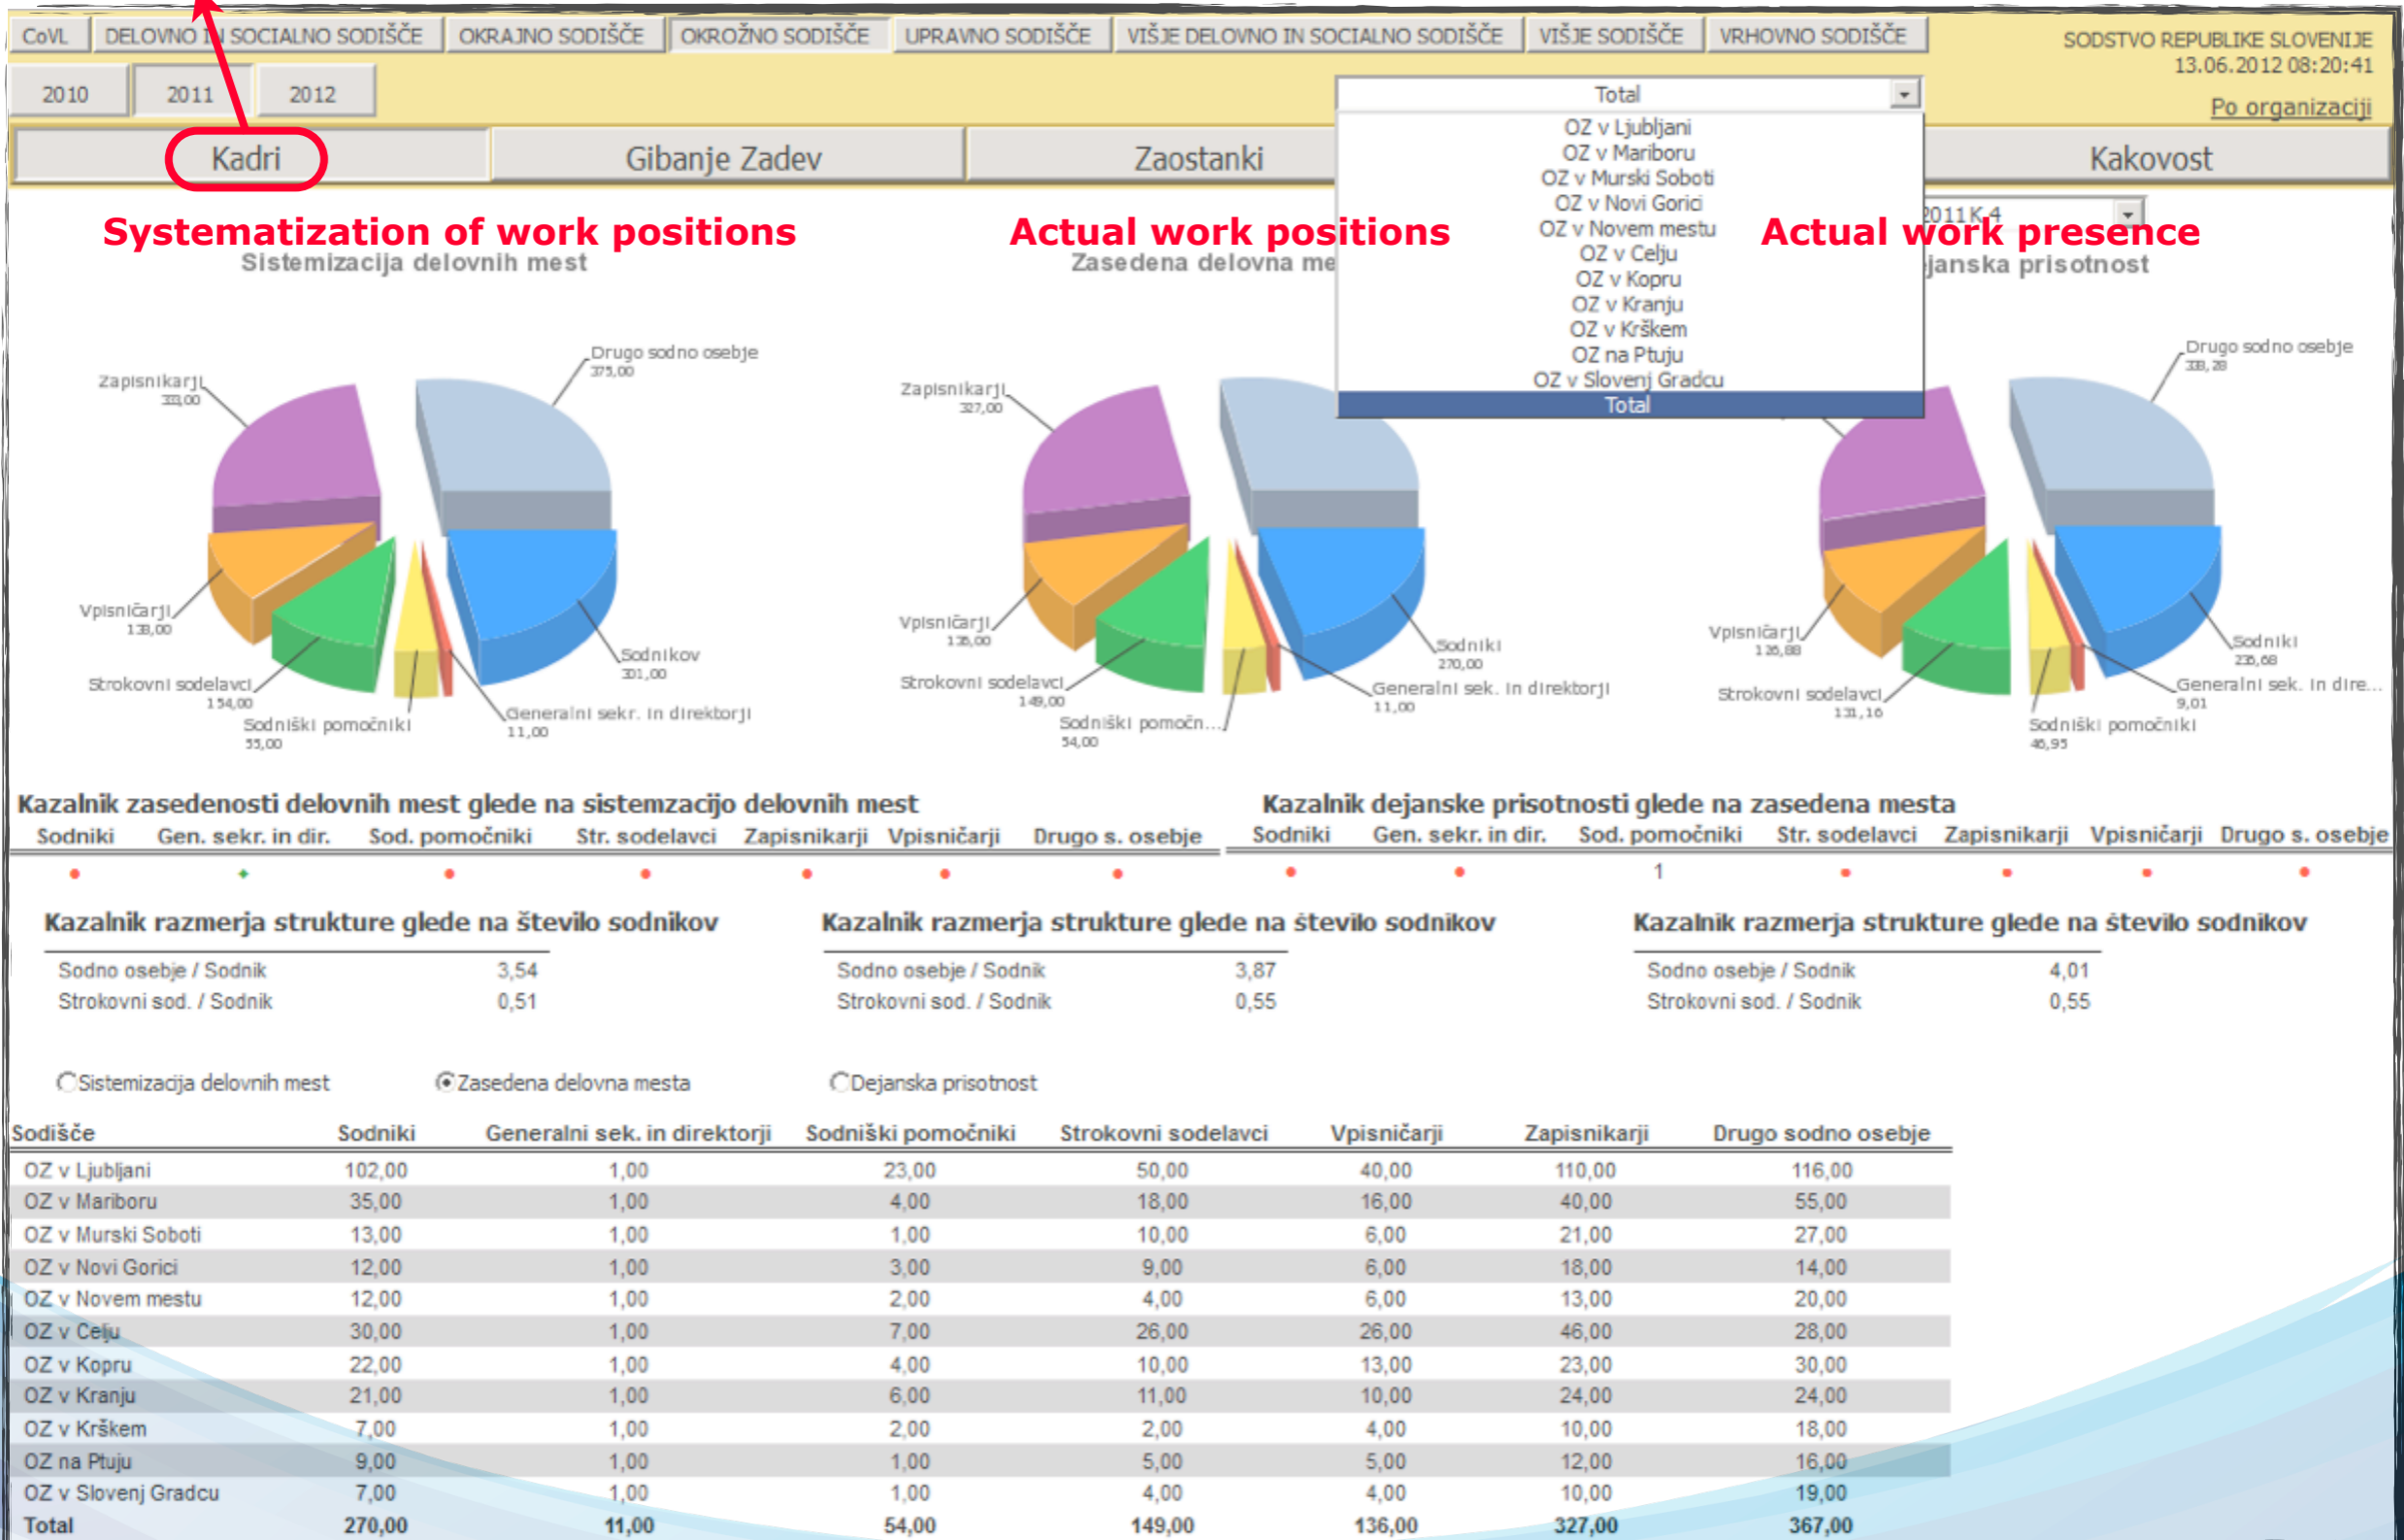 CoVL DELOVNO IN SOCIALNO SODIŠČE OKRAJNO SODIŠČE OKROŽNO SODIŠČE UPRAVNO SODIŠČE VIŠJE DELOVNO IN SOCIALNO SODIŠČE VIŠJE SODIŠČE VRHOVNO SODIŠČE
SODSTVO REPUBLIKE SLOVENIJE
13.06.2012 08:20:41
2010 2011 2012
Total
Po organizaciji
Kadri Gibanje Zadev Zaostanki Kakovost
OZ v Ljubljani
OZ v Mariboru
OZ v Murski Soboti
OZ v Novi Gorici
OZ v Novem mestu
OZ v Celju
OZ v Kopru
OZ v Kranju
OZ v Krškem
OZ na Ptuju
OZ v Slovenj Gradcu
Total
2011 K 4
Systematization of work positions Actual work positions Actual work presence
Sistemizacija delovnih mest Zasedena delovna me janska prisotnost
Drugo sodno osebje
375,00
Zapisnikarji
333,00
Vpisničarji
138,00
Strokovni sodelavci
154,00
Sodniški pomočniki
55,00
Generalni sekr. in direktorji
11,00
Sodnikov
301,00
Zapisnikarji
327,00
Vpisničarji
136,00
Strokovni sodelavci
149,00
Sodniški pomočn...
54,00
Generalni sek. in direktorji
11,00
Sodniki
270,00
Drugo sodno osebje
338,28
Vpisničarji
126,88
Strokovni sodelavci
131,16
Sodniški pomočniki
46,95
Generalni sek. in dire...
9,01
Sodniki
235,68
Kazalnik zasedenosti delovnih mest glede na sistemzacijo delovnih mest
Sodniki Gen. sekr. in dir. Sod. pomočniki Str. sodelavci Zapisnikarji Vpisničarji Drugo s. osebje
Kazalnik dejanske prisotnosti glede na zasedena mesta
Sodniki Gen. sekr. in dir. Sod. pomočniki Str. sodelavci Zapisnikarji Vpisničarji Drugo s. osebje
1
Kazalnik razmerja strukture glede na število sodnikov
Sodno osebje / Sodnik 3,54
Strokovni sod. / Sodnik 0,51
Kazalnik razmerja strukture glede na število sodnikov
Sodno osebje / Sodnik 3,87
Strokovni sod. / Sodnik 0,55
Kazalnik razmerja strukture glede na število sodnikov
Sodno osebje / Sodnik 4,01
Strokovni sod. / Sodnik 0,55
Sistemizacija delovnih mest Zasedena delovna mesta Dejanska prisotnost
Sodišče Sodniki Generalni sek. in direktorji Sodniški pomočniki Strokovni sodelavci Vpisničarji Zapisnikarji Drugo sodno osebje
OZ v Ljubljani 102,00 1,00 23,00 50,00 40,00 110,00 116,00
OZ v Mariboru 35,00 1,00 4,00 18,00 16,00 40,00 55,00
OZ v Murski Soboti 13,00 1,00 1,00 10,00 6,00 21,00 27,00
OZ v Novi Gorici 12,00 1,00 3,00 9,00 6,00 18,00 14,00
OZ v Novem mestu 12,00 1,00 2,00 4,00 6,00 13,00 20,00
OZ v Celju 30,00 1,00 7,00 26,00 26,00 46,00 28,00
OZ v Kopru 22,00 1,00 4,00 10,00 13,00 23,00 30,00
OZ v Kranju 21,00 1,00 6,00 11,00 10,00 24,00 24,00
OZ v Krškem 7,00 1,00 2,00 2,00 4,00 10,00 18,00
OZ na Ptuju 9,00 1,00 1,00 5,00 5,00 12,00 16,00
OZ v Slovenj Gradcu 7,00 1,00 1,00 4,00 4,00 10,00 19,00
Total 270,00 11,00 54,00 149,00 136,00 327,00 367,00